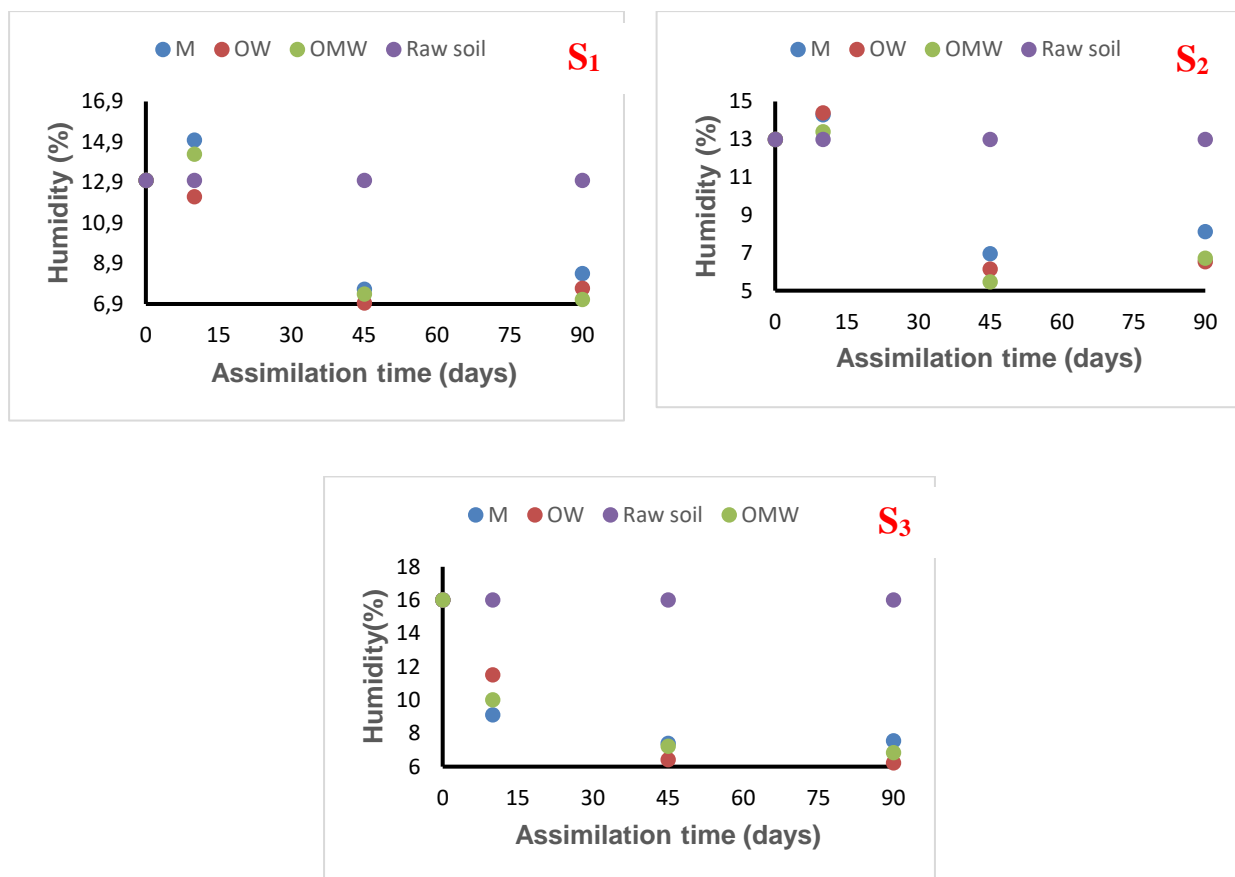 M OW OMW Raw soil
S1
16,9
14,9
12,9
10,9
8,9
6,9
Humidity (%)
0 15 30 45 60 75 90
Assimilation time (days)
M OW OMW Raw soil
S2
15
13
11
9
7
5
Humidity (%)
0 15 30 45 60 75 90
Assimilation time (days)
M OW Raw soil OMW
S3
18
16
14
12
10
8
6
Humidity(%)
0 15 30 45 60 75 90
Assimilation time (days)